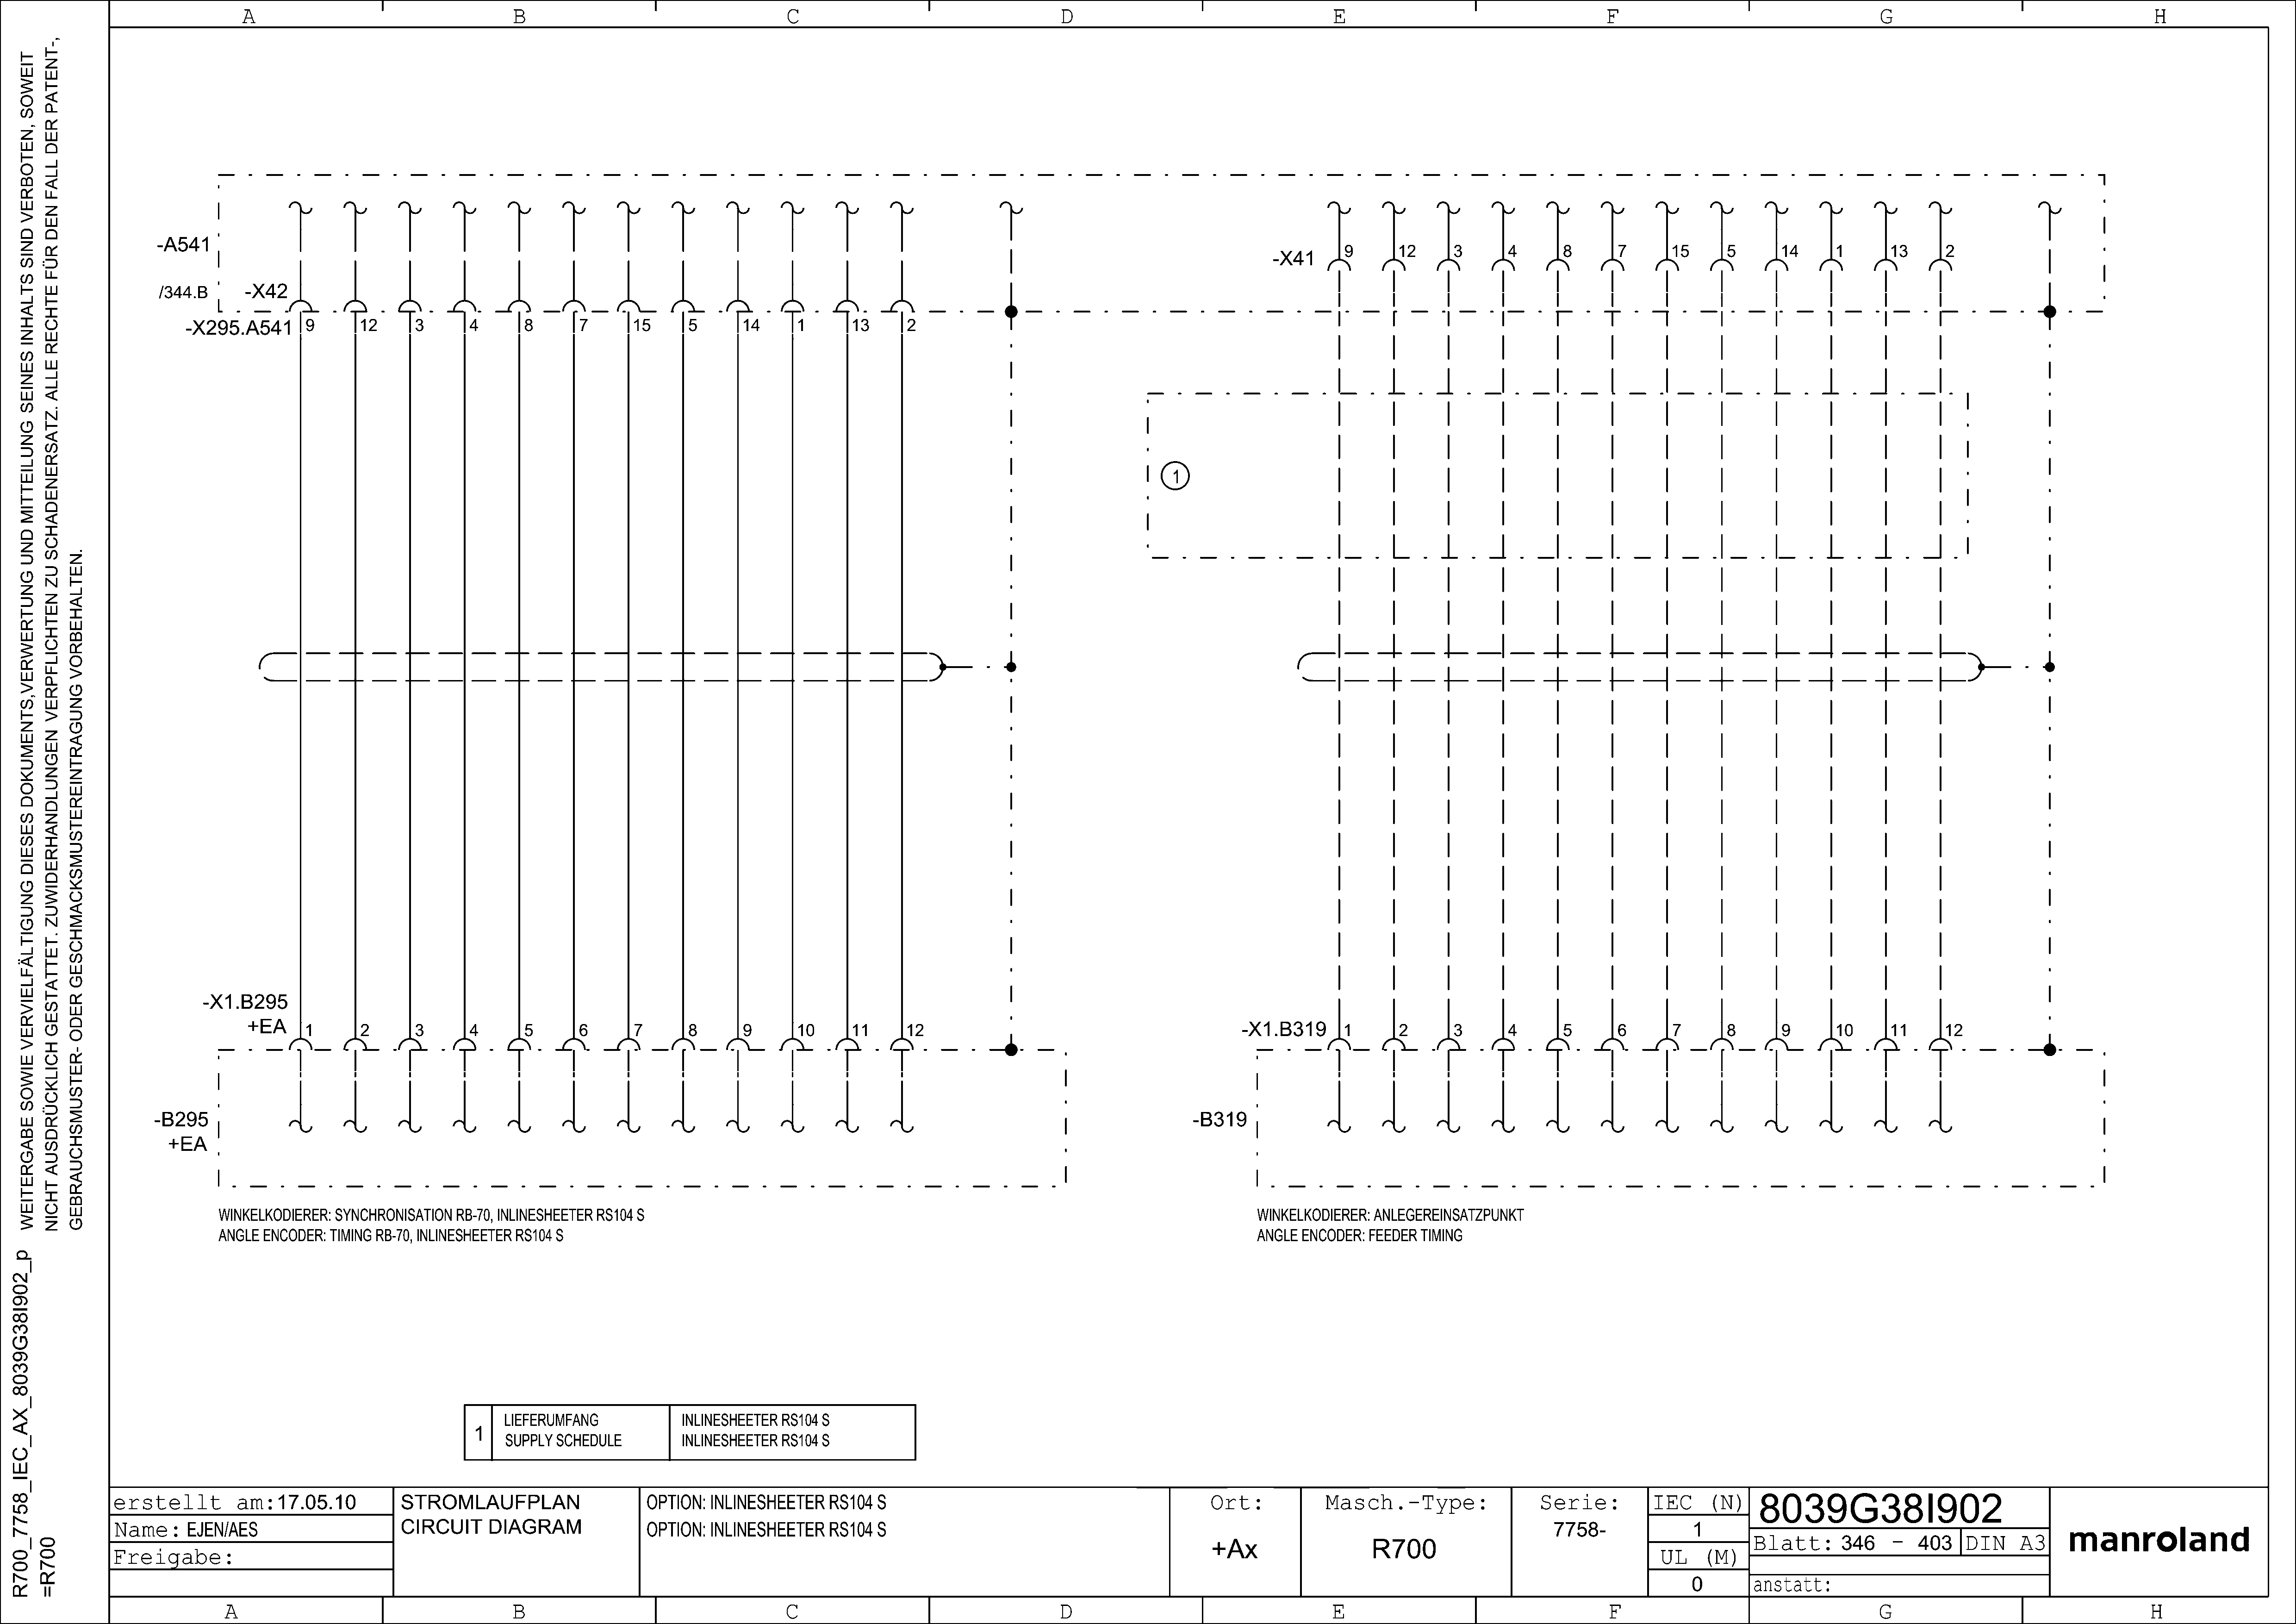 A B C D E F G H
WEITERGABE SOWIE VERVIELFÄLTIGUNG DIESES DOKUMENTS,VERWERTUNG UND MITTEILUNG SEINES INHALTS SIND VERBOTEN, SOWEIT
NICHT AUSDRÜCKLICH GESTATTET. ZUWIDERHANDLUNGEN VERPFLICHTEN ZU SCHADENERSATZ. ALLE RECHTE FÜR DEN FALL DER PATENT-,
GEBRAUCHSMUSTER- ODER GESCHMACKSMUSTEREINTRAGUNG VORBEHALTEN.
R700_7758_IEC_AX_8039G38I902_p
=R700
-A541
/344.B
-X42
-X295.A541 9 12 3 4 8 7 15 5 14 1 13 2
-X41 9 12 3 4 8 7 15 5 14 1 13 2
1
-X1.B295
+EA 1 2 3 4 5 6 7 8 9 10 11 12
-X1.B319 1 2 3 4 5 6 7 8 9 10 11 12
-B295
+EA
-B319
WINKELKODIERER: SYNCHRONISATION RB-70, INLINESHEETER RS104 S
ANGLE ENCODER: TIMING RB-70, INLINESHEETER RS104 S
WINKELKODIERER: ANLEGEREINSATZPUNKT
ANGLE ENCODER: FEEDER TIMING
1
LIEFERUMFANG INLINESHEETER RS104 S
SUPPLY SCHEDULE INLINESHEETER RS104 S
erstellt am:17.05.10
Name: EJEN/AES
Freigabe:
STROMLAUFPLAN
CIRCUIT DIAGRAM
OPTION: INLINESHEETER RS104 S
OPTION: INLINESHEETER RS104 S
Ort:
+Ax
Masch.-Type:
R700
Serie:
7758-
IEC (N)
1
UL (M)
0
8039G38I902
Blatt: 346 - 403 DIN A3
anstatt:
manroland
A B C D E F G H